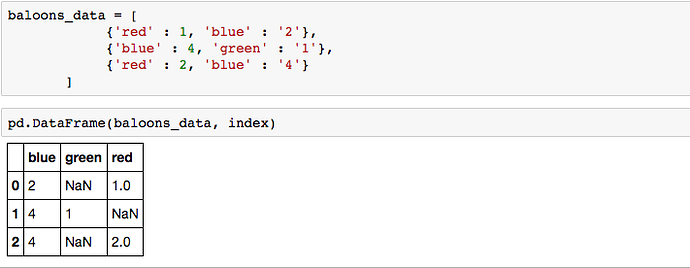 baloons_data = [
{'red' : 1, 'blue' : '2'},
{'blue' : 4, 'green' : '1'},
{'red' : 2, 'blue' : '4'}
]
pd.DataFrame(baloons_data, index)
blue green red
0 2 NaN 1.0
1 4 1 NaN
2 4 NaN 2.0